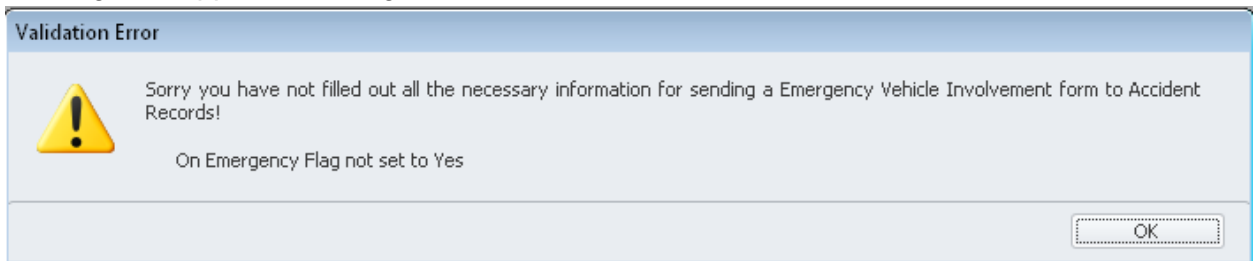 Validation Error
Sorry you have not filled out all the necessary information for sending a Emergency Vehicle Involvement form to Accident
Records!
On Emergency Flag not set to Yes
OK